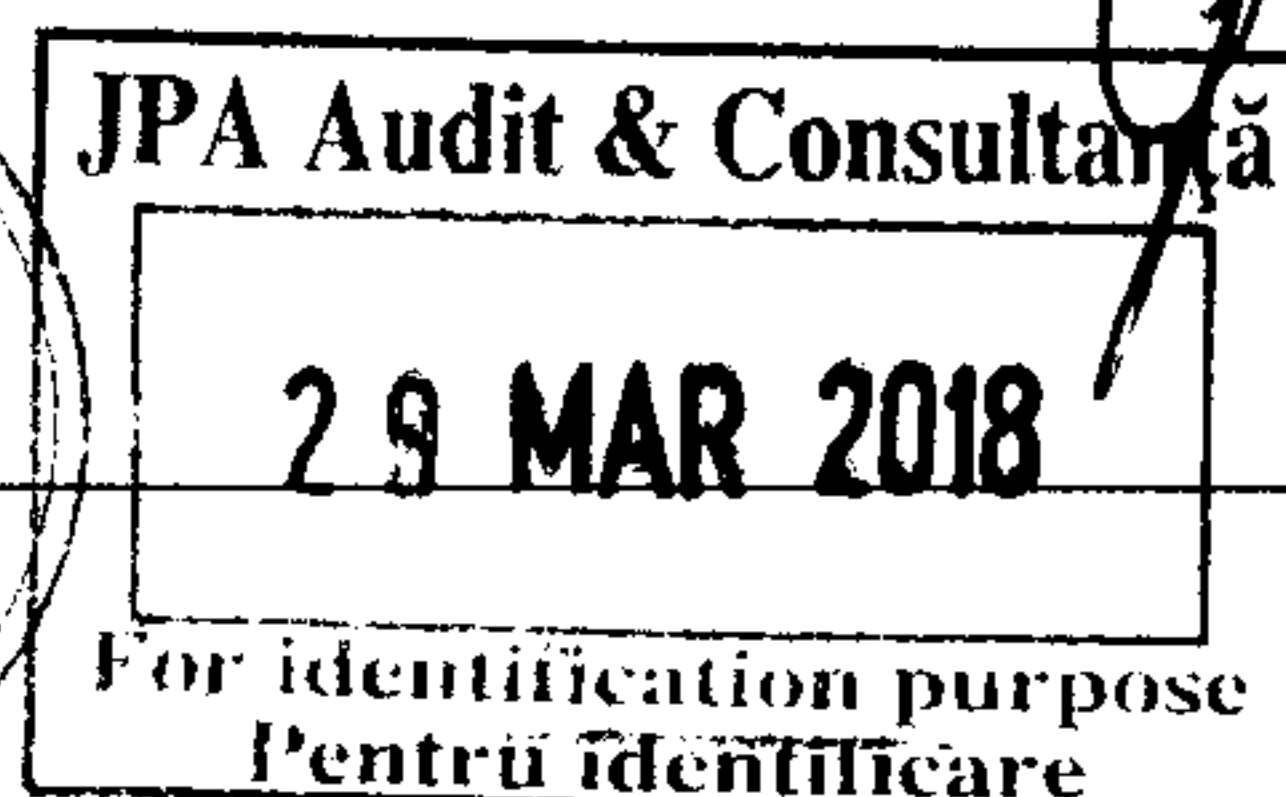 JPA Audit & Consultanță
29 MAR 2018
For identification purpose
Pentru identificare